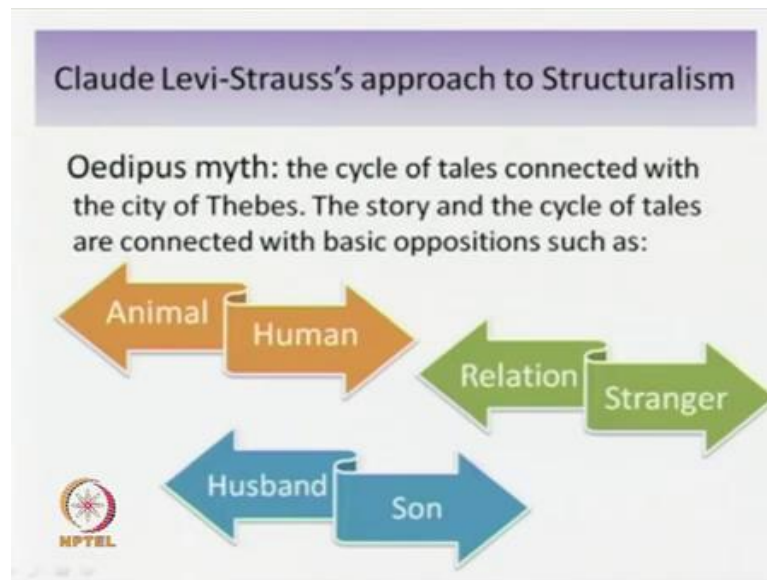 Claude Levi-Strauss's approach to Structuralism
Oedipus myth: the cycle of tales connected with
the city of Thebes. The story and the cycle of tales
are connected with basic oppositions such as:
Animal
Human
Relation
Stranger
Husband
Son
NPTEL